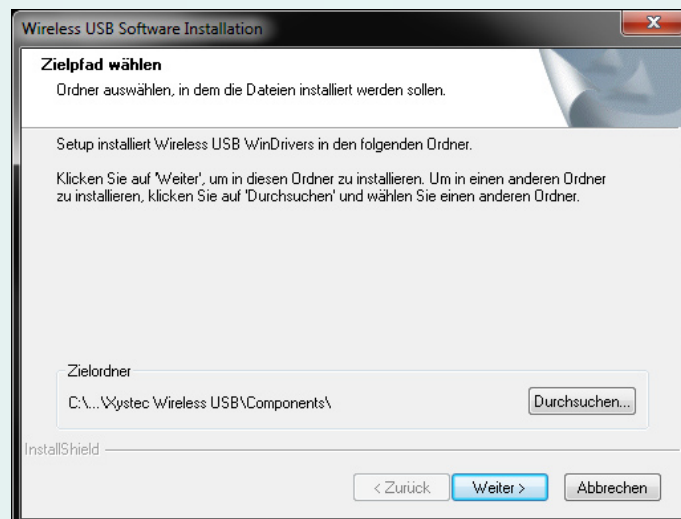 Wireless USB Software Installation
Zielpfad wählen
Ordner auswählen, in dem die Dateien installiert werden sollen.
Setup installiert Wireless USB WinDrivers in den folgenden Ordner.
Klicken Sie auf 'Weiter', um in diesen Ordner zu installieren. Um in einen anderen Ordner
zu installieren, klicken Sie auf 'Durchsuchen' und wählen Sie einen anderen Ordner.
Zielordner
C:\...\Xystec Wireless USB\Components\
Durchsuchen...
InstallShield
< Zurück
Weiter >
Abbrechen